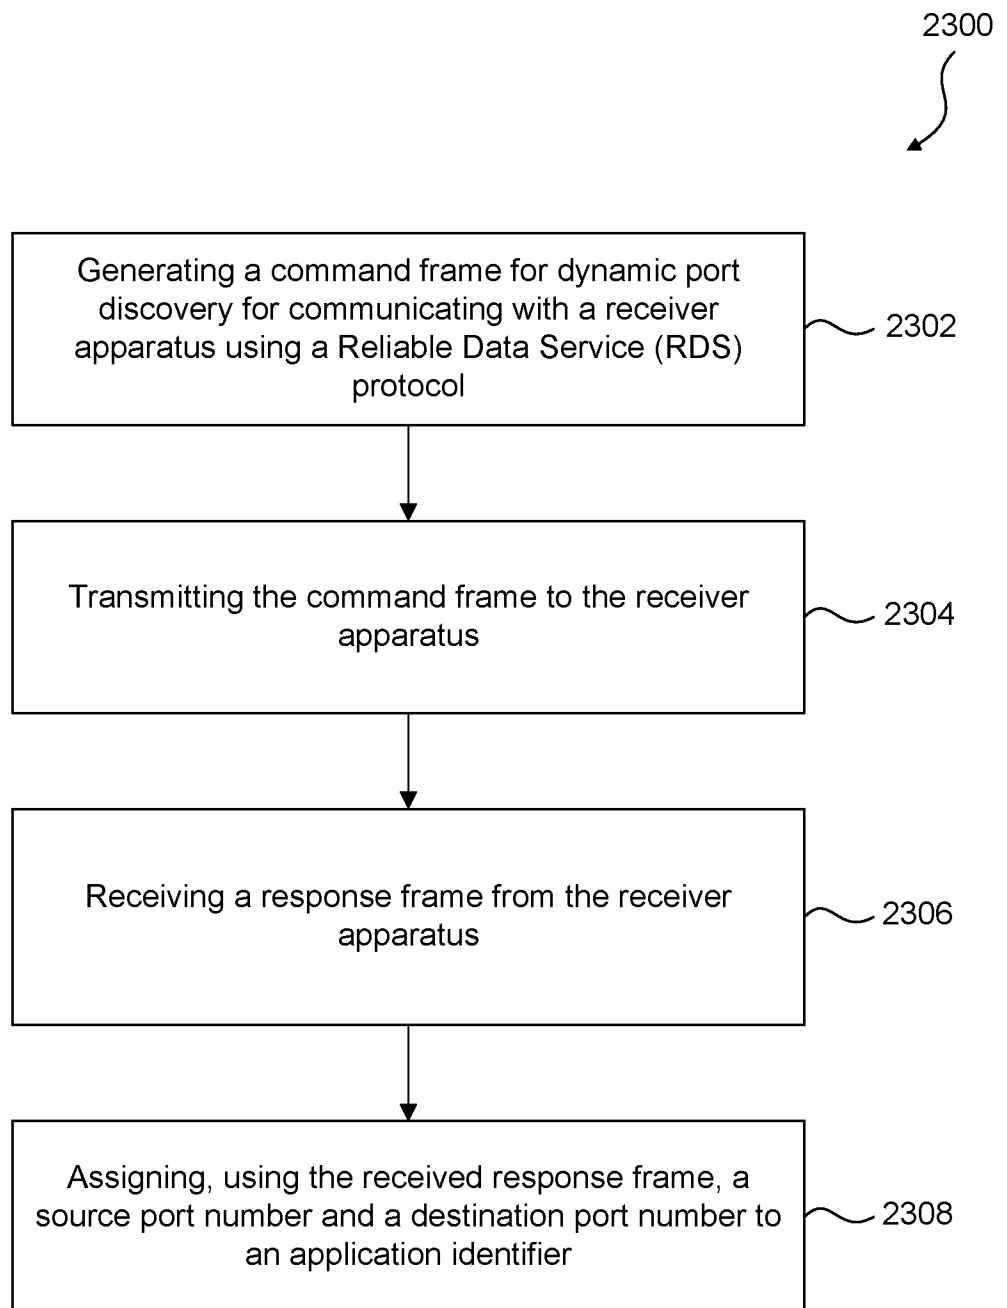 2300
Generating a command frame for dynamic port
discovery for communicating with a receiver
apparatus using a Reliable Data Service (RDS)
protocol
2302
Transmitting the command frame to the receiver
apparatus
2304
Receiving a response frame from the receiver
apparatus
2306
Assigning, using the received response frame, a
source port number and a destination port number to
an application identifier
2308